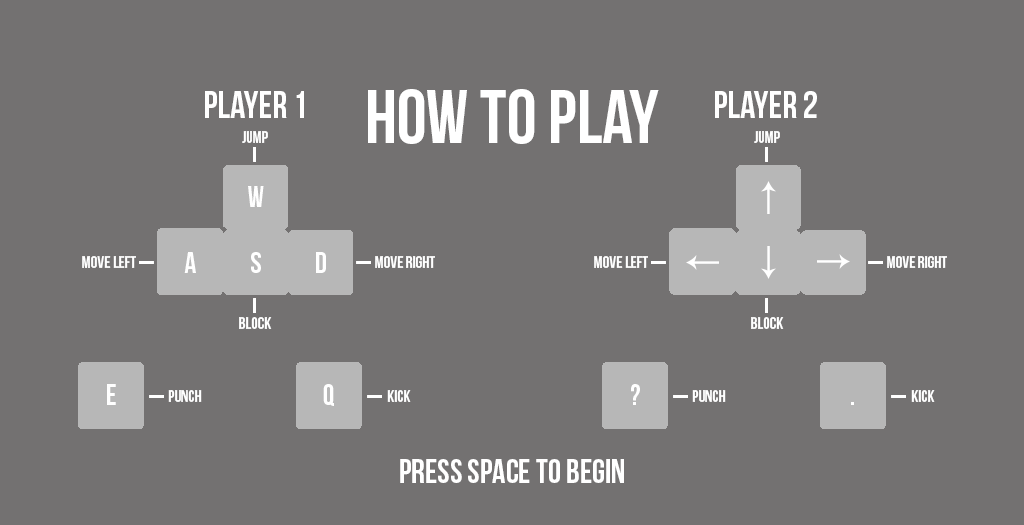 HOW TO PLAY
PLAYER 1
JUMP
W
MOVE LEFT
A
S
D
MOVE RIGHT
BLOCK
E
PUNCH
Q
KICK
PLAYER 2
JUMP
↑
MOVE LEFT
←
↓
→
MOVE RIGHT
BLOCK
?
PUNCH
.
KICK
PRESS SPACE TO BEGIN